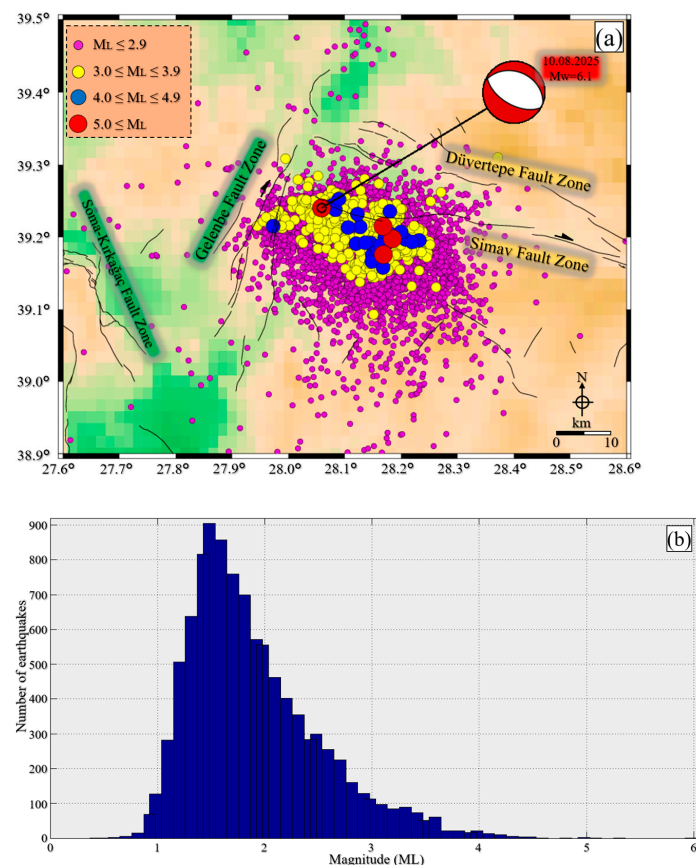 39.5°
(a)
ML ≤ 2.9
3.0 ≤ ML ≤ 3.9
4.0 ≤ ML ≤ 4.9
5.0 ≤ ML
10.08.2025
Mw=6.1
39.4°
39.3°
Düvertepe Fault Zone
Gelenbe Fault Zone
Soma-Kırkağaç Fault Zone
39.2°
Simav Fault Zone
39.1°
39.0°
N
km
0 10
38.9°
27.6° 27.7° 27.8° 27.9° 28.0° 28.1° 28.2° 28.3° 28.4° 28.5° 28.6°
(b)
Number of earthquakes
900
800
700
600
500
400
300
200
100
0
0 1 2 3 4 5 6
Magnitude (ML)